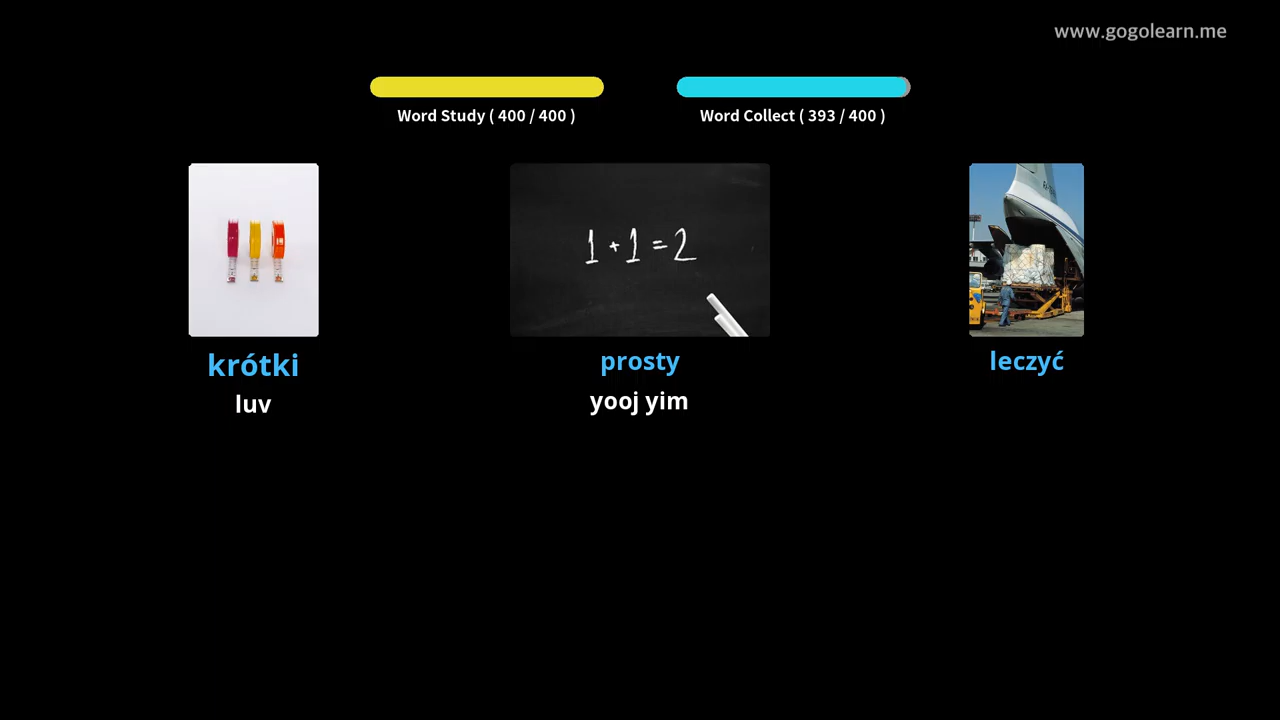 www.gogolearn.me
Word Study ( 400 / 400 )
Word Collect ( 393 / 400 )
1 + 1 = 2
krótki
prosty
leczyć
luv
yooj yim